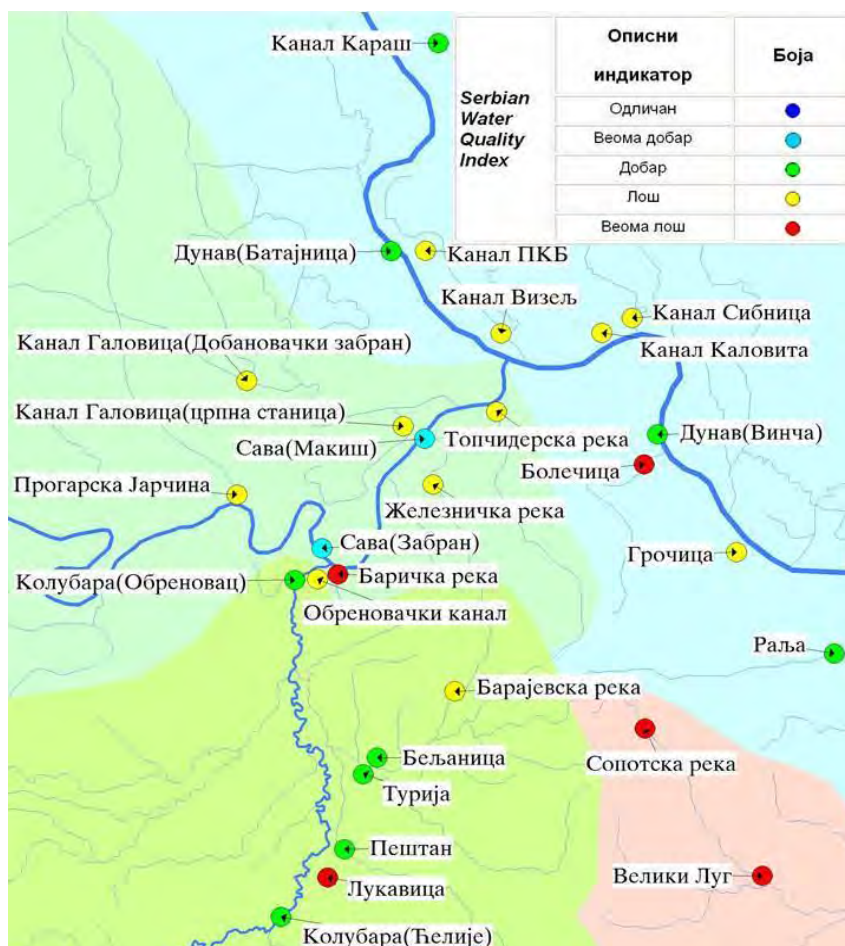 Канал Караш
Serbian
Water
Quality
Index
Описни
индикатор
Боја
Одличан
Веома добар
Добар
Лош
Веома лош
Дунав(Батајница)
Канал ПКБ
Канал Визељ
Канал Сибница
Канал Каловита
Канал Галовица(Добановачки забран)
Канал Галовица(црпна станица)
Сава(Макиш)
Топчидерска река
Дунав(Винча)
Болечица
Прогарска Јарчина
Железничка река
Сава(Забран)
Грочица
Колубара(Обреновац)
Баричка река
Обреновачки канал
Раља
Барајевска река
Сопотска река
Бељаница
Турија
Пештан
Лукавица
Велики Луг
Колубара(Ћелије)